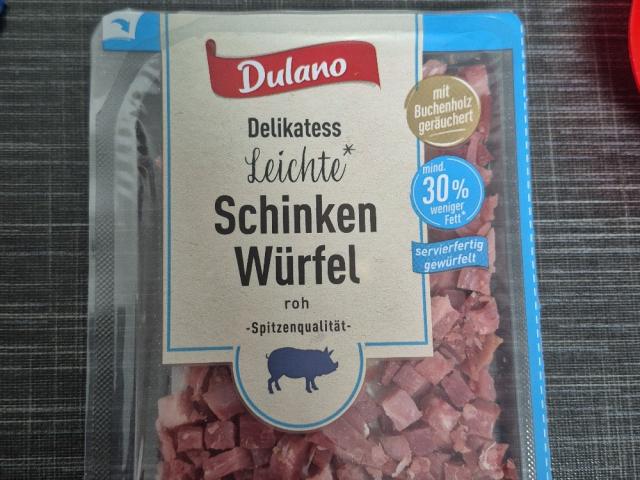 Dulano
Delikatess
Leichte*
Schinken
Würfel
roh
-Spitzenqualität-
mit
Buchenholz
geräuchert
mind.
30%
weniger
Fett*
servierfertig
gewürfelt